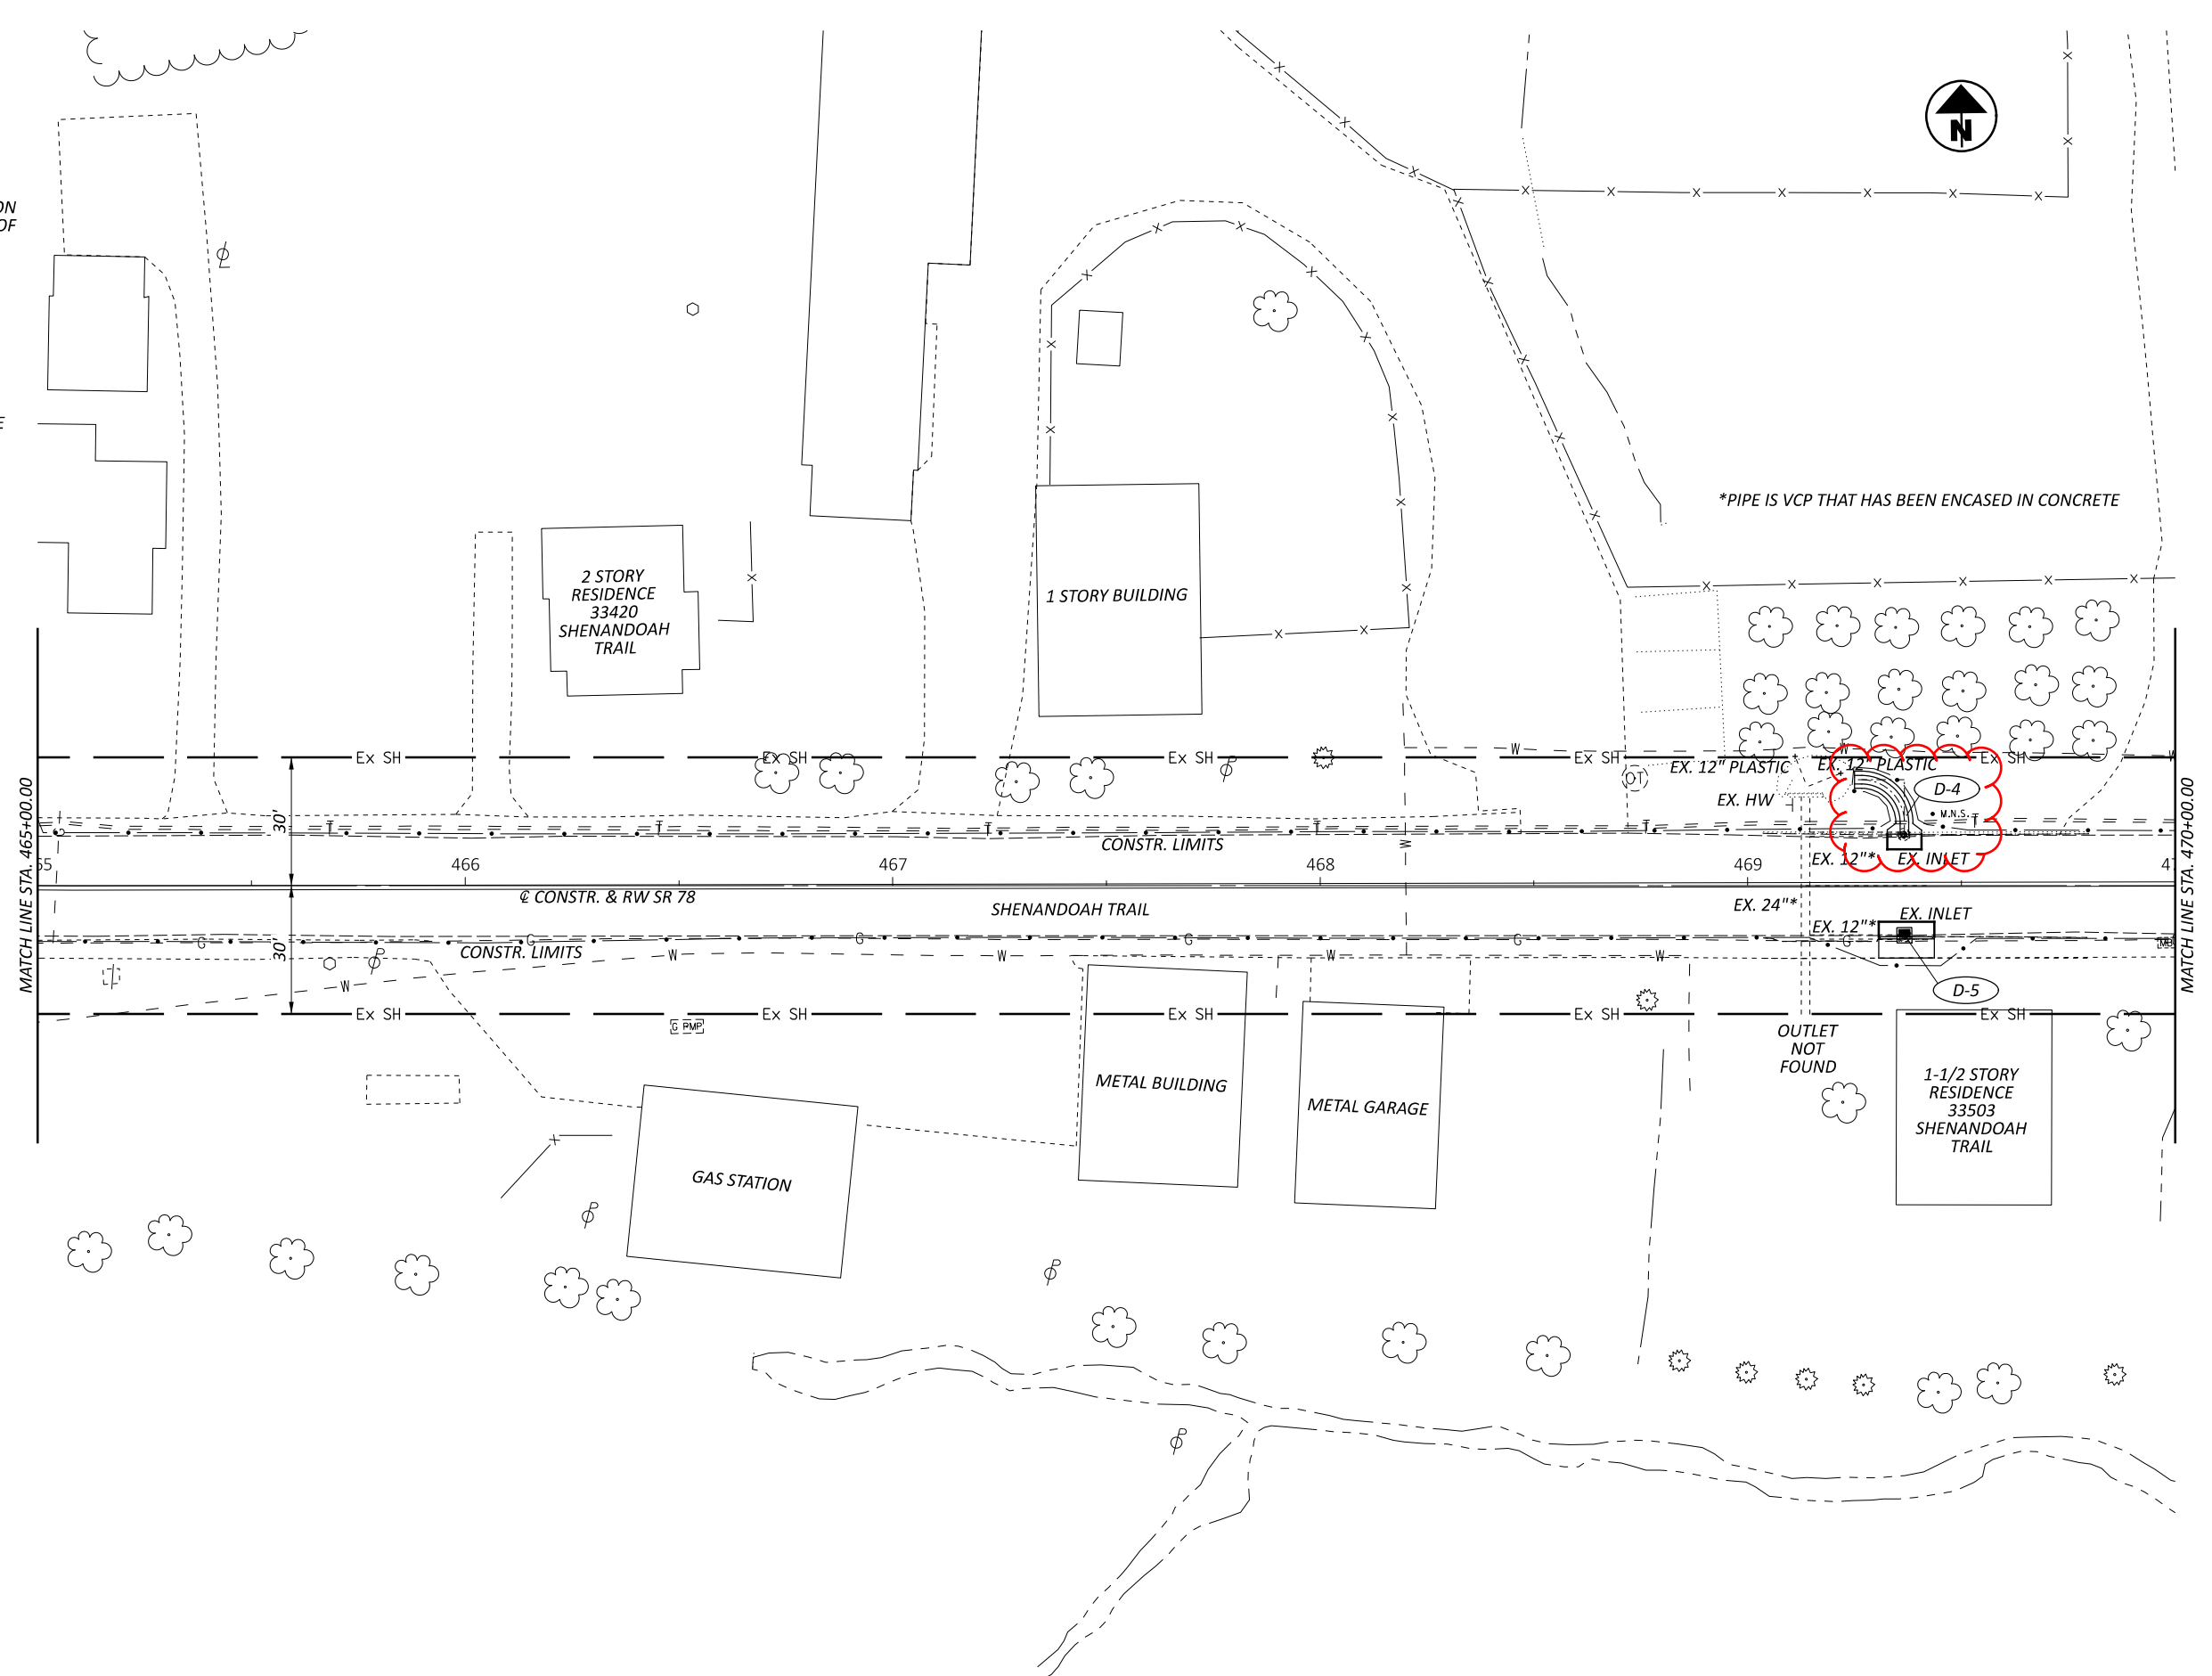 N
ON
OF
E
*PIPE IS VCP THAT HAS BEEN ENCASED IN CONCRETE
2 STORY
RESIDENCE
33420
SHENANDOAH
TRAIL
1 STORY BUILDING
MATCH LINE STA. 465+00.00
MATCH LINE STA. 470+00.00
Ex SH
Ex SH
Ex SH
Ex SH
Ex SH
W
W
EX. 12" PLASTIC
EX. 12" PLASTIC
EX. HW
D-4
M.N.S.
30'
T
T
T
T
T
T
CONSTR. LIMITS
W
EX. 12"*
EX. INLET
65
466
467
468
469
47
℄ CONSTR. & RW SR 78
SHENANDOAH TRAIL
EX. 24"*
EX. INLET
EX. 12"*
30'
G
G
G
G
G
G
MB
CONSTR. LIMITS
W
W
W
W
W
D-5
Ex SH
Ex SH
Ex SH
Ex SH
Ex SH
G PMP
OUTLET
NOT
FOUND
METAL BUILDING
METAL GARAGE
1-1/2 STORY
RESIDENCE
33503
SHENANDOAH
TRAIL
GAS STATION